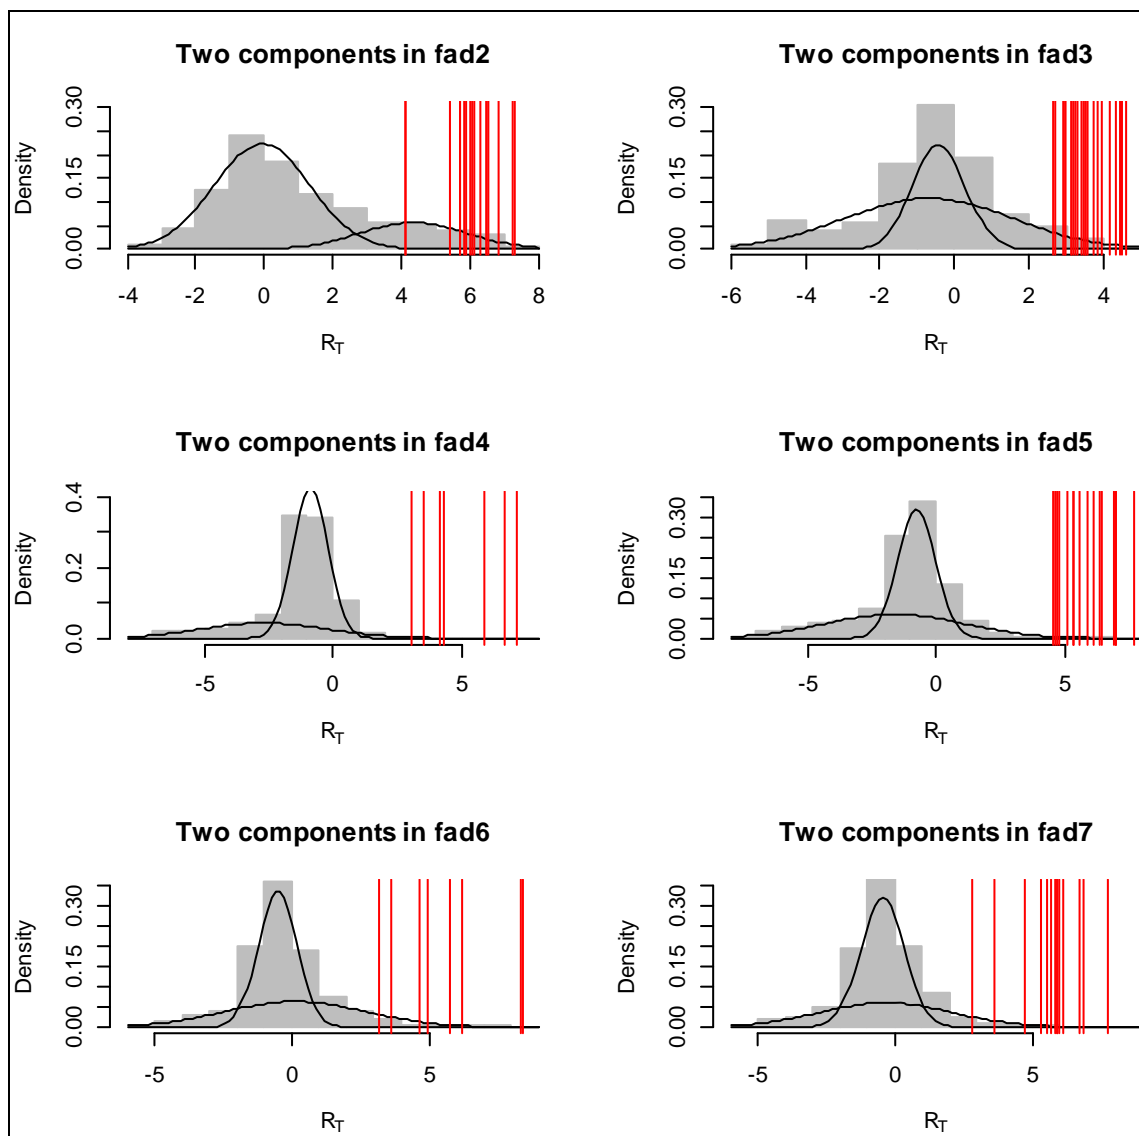 Two components in fad2
Density
0.00 0.15 0.30
-4 -2 0 2 4 6 8
R_T
Two components in fad3
Density
0.00 0.15 0.30
-6 -4 -2 0 2 4
R_T
Two components in fad4
Density
0.0 0.2 0.4
-5 0 5
R_T
Two components in fad5
Density
0.00 0.15 0.30
-5 0 5
R_T
Two components in fad6
Density
0.00 0.15 0.30
-5 0 5
R_T
Two components in fad7
Density
0.00 0.15 0.30
-5 0 5
R_T